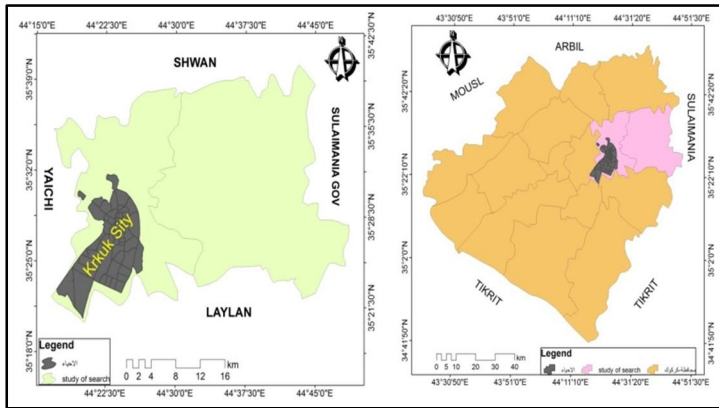 44°15'0"E 44°22'30"E 44°30'0"E 44°37'30"E 44°45'0"E
35°42'0"N
35°39'0"N
SHWAN
35°32'0"N
YAICHI
SULAIMANIA GOV
Krkuk Sity
35°25'0"N
35°21'0"N
LAYLAN
35°18'0"N
Legend
الاحياء
study of search
km
0 2 4 8 12 16
44°22'30"E 44°30'0"E 44°37'30"E 44°45'0"E
43°30'50"E 43°51'0"E 44°11'10"E 44°31'20"E 44°51'30"E
ARBIL
MOUSL
35°42'20"N
35°42'20"N
SULAIMANIA
35°22'10"N
35°22'10"N
35°2'0"N
35°2'0"N
TIKRIT
TIKRIT
34°41'50"N
34°41'50"N
km
0 5 10 20 30 40
Legend
الاحياء
study of search
محافظة-كركوك
43°30'50"E 43°51'0"E 44°11'10"E 44°31'20"E 44°51'30"E